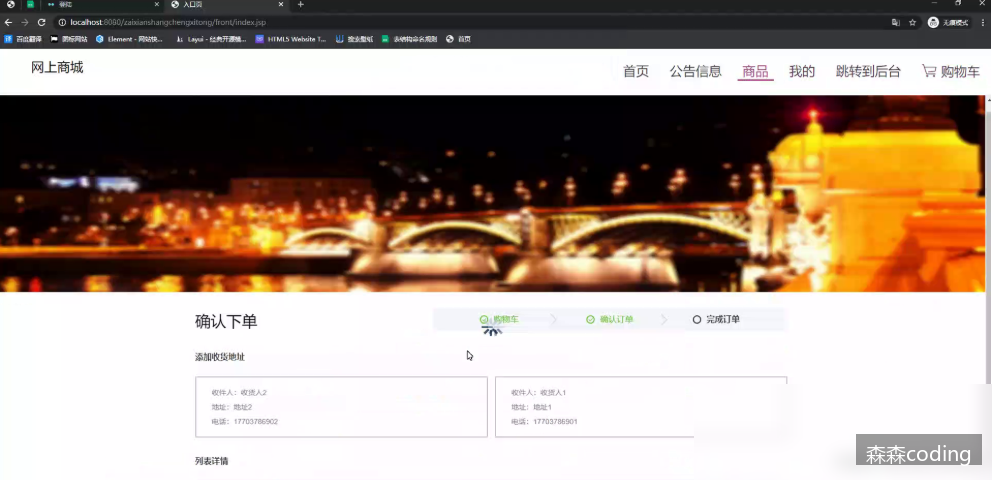 登陆
入口页
localhost:8080/zaixianshangchengxitong/front/index.jsp
无痕模式
百度翻译
图标网站
Element - 网站快...
Layui - 经典开源模...
HTML5 Website T...
搜索壁纸
表结构命名规则
首页
网上商城
首页
公告信息
商品
我的
跳转到后台
购物车
确认下单
购物车
确认订单
完成订单
添加收货地址
收件人：收货人2
地址：地址2
电话：17703786902
收件人：收货人1
地址：地址1
电话：17703786901
列表详情
森森coding